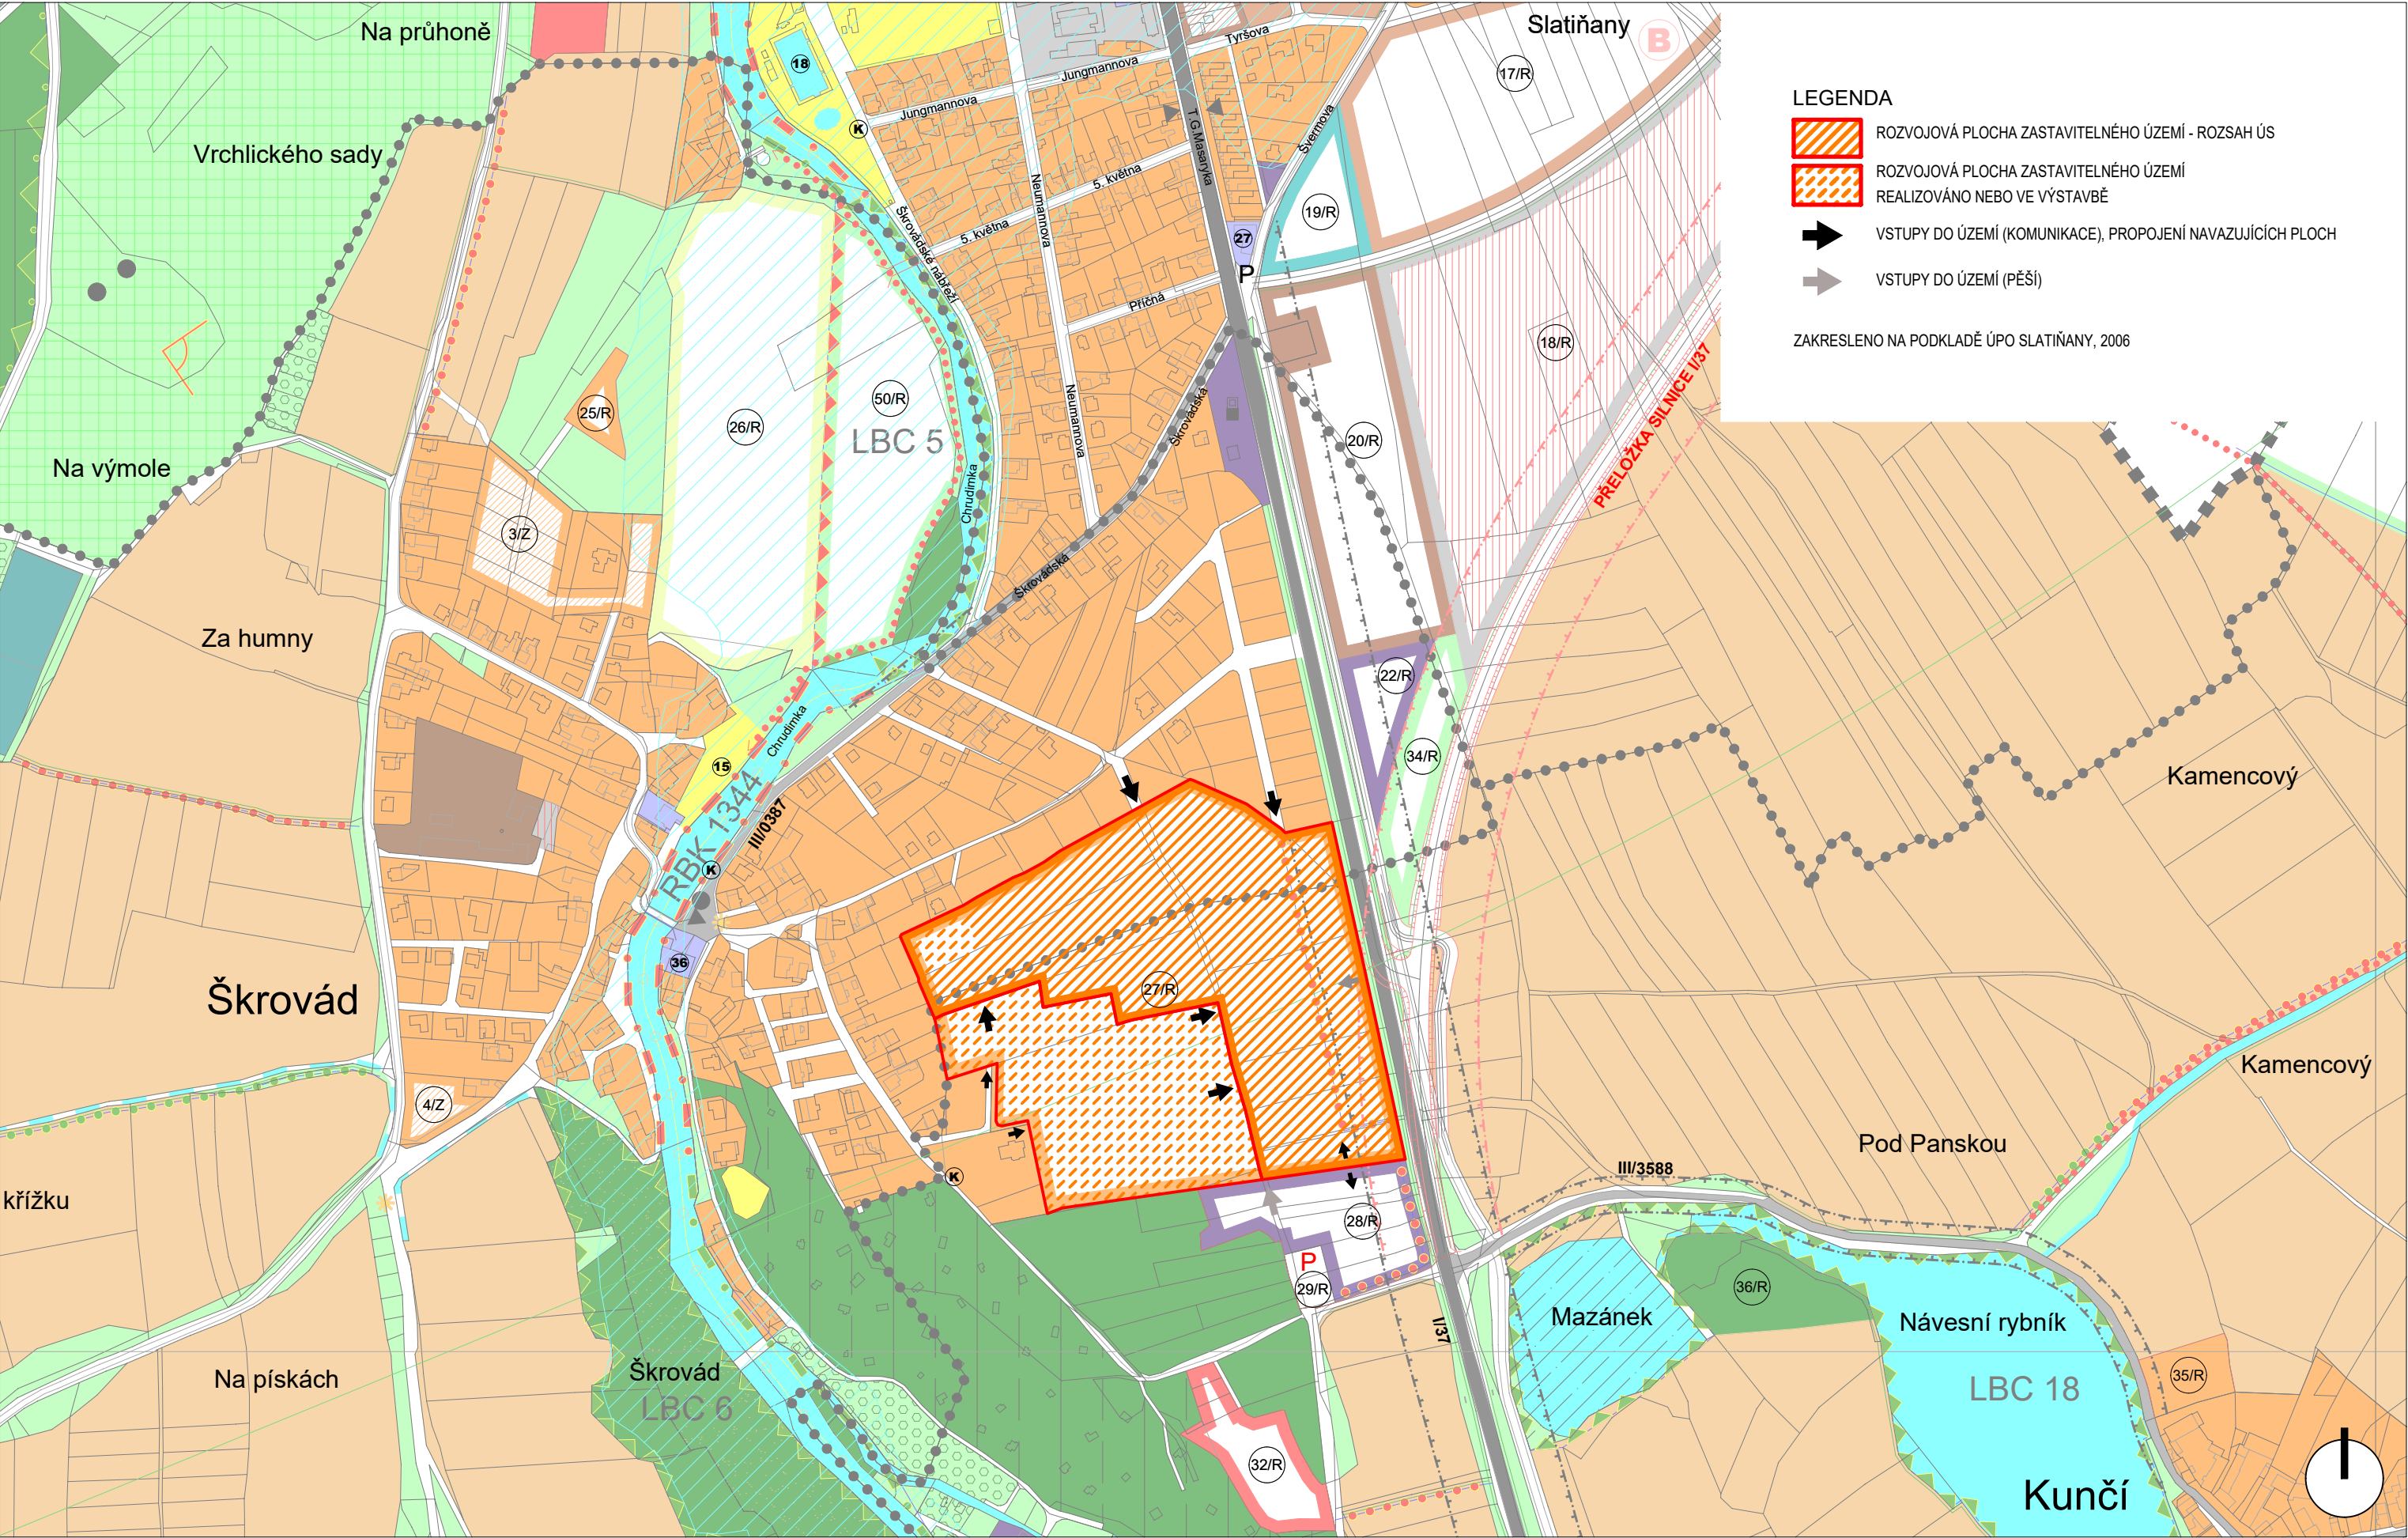 Na průhoně
Slatiňany
B
Tyršova
Jungmannova
18
17/R
Jungmannova
K
T.G.Masaryka
Švermova
Vrchlického sady
5. května
Neumannova
Škrovádské nábřeží
19/R
5. května
27
P
Příčná
18/R
25/R
50/R
26/R
LBC 5
Neumannova
Škrovádská
20/R
PŘELOŽKA SILNICE I/37
Na výmole
Chrudimka
3/Z
Škrovádská
Za humny
22/R
Chrudimka
34/R
15
RBK 1344
III/0387
K
Kamencový
36
Škrovád
27/R
Kamencový
4/Z
Pod Panskou
křížku
K
III/3588
28/R
P
29/R
36/R
Mazánek
Návesní rybník
I/37
Na pískách
Škrovád
LBC 6
LBC 18
35/R
32/R
Kunčí
LEGENDA
ROZVOJOVÁ PLOCHA ZASTAVITELNÉHO ÚZEMÍ - ROZSAH ÚS
ROZVOJOVÁ PLOCHA ZASTAVITELNÉHO ÚZEMÍ
REALIZOVÁNO NEBO VE VÝSTAVBĚ
VSTUPY DO ÚZEMÍ (KOMUNIKACE), PROPOJENÍ NAVAZUJÍCÍCH PLOCH
VSTUPY DO ÚZEMÍ (PĚŠÍ)
ZAKRESLENO NA PODKLADĚ ÚPO SLATIŇANY, 2006